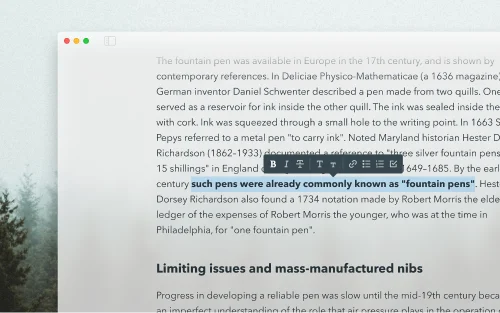 The fountain pen was available in Europe in the 17th century, and is shown by
contemporary references. In Deliciae Physico-Mathematicae (a 1636 magazine)
German inventor Daniel Schwenter described a pen made from two quills. One
served as a reservoir for ink inside the other quill. The ink was sealed inside the
with cork. Ink was squeezed through a small hole to the writing point. In 1663 S
Pepys referred to a metal pen "to carry ink". Noted Maryland historian Hester D
Richardson (1862–1933) documented a reference to "three silver fountain pens
B I T T T
15 shillings" in England 1649–1685. By the earl
century such pens were already commonly known as "fountain pens". Hest
Dorsey Richardson also found a 1734 notation made by Robert Morris the elde
ledger of the expenses of Robert Morris the younger, who was at the time in
Philadelphia, for "one fountain pen".
Limiting issues and mass-manufactured nibs
Progress in developing a reliable pen was slow until the mid-19th century beca
an imperfect understanding of the role that air pressure plays in the operation